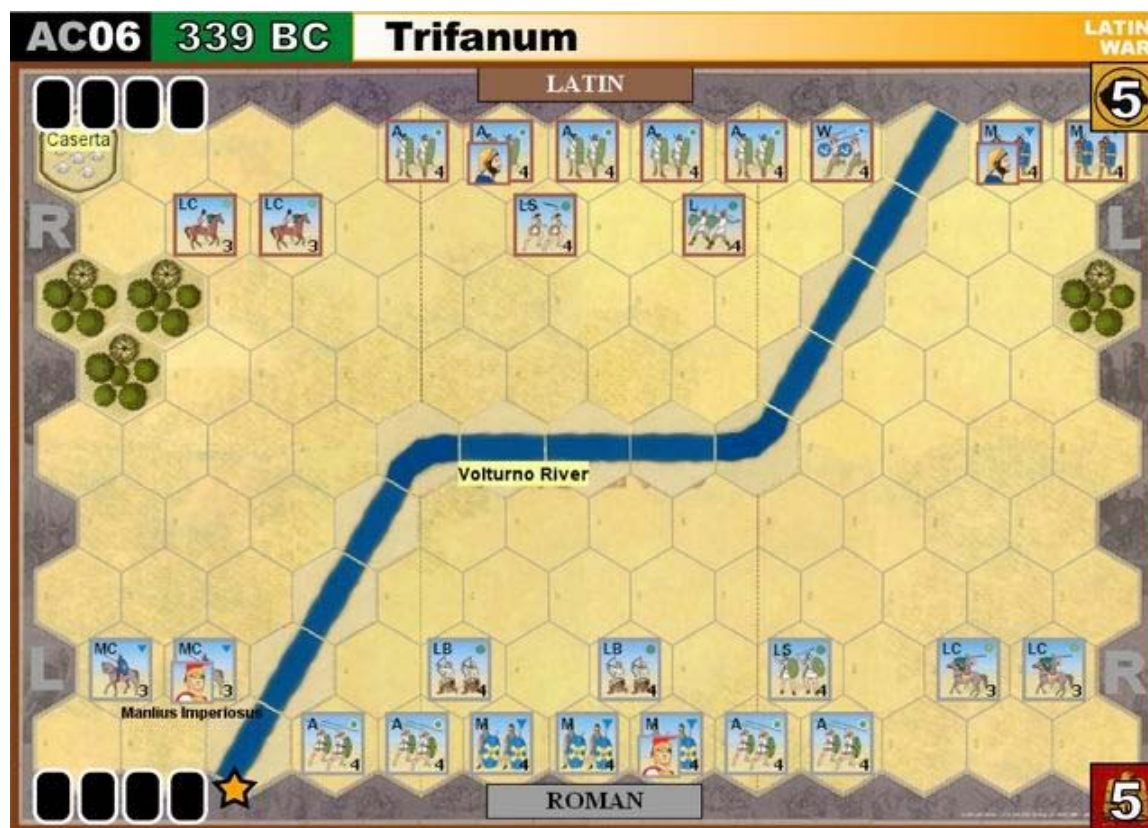 AC06 339 BC Trifanum LATIN WAR
LATIN
5
Caserta
A 4 A 4 A 4 A 4 A 4 W 4 M 4 M 4
R LC 3 LC 3 LS 4 L 4 L
Volturno River
L MC 3 MC 3 LB 4 LB 4 LS 4 LC 3 LC 3 R
Manlius Imperiosus
A 4 A 4 M 4 M 4 M 4 A 4 A 4
ROMAN
5